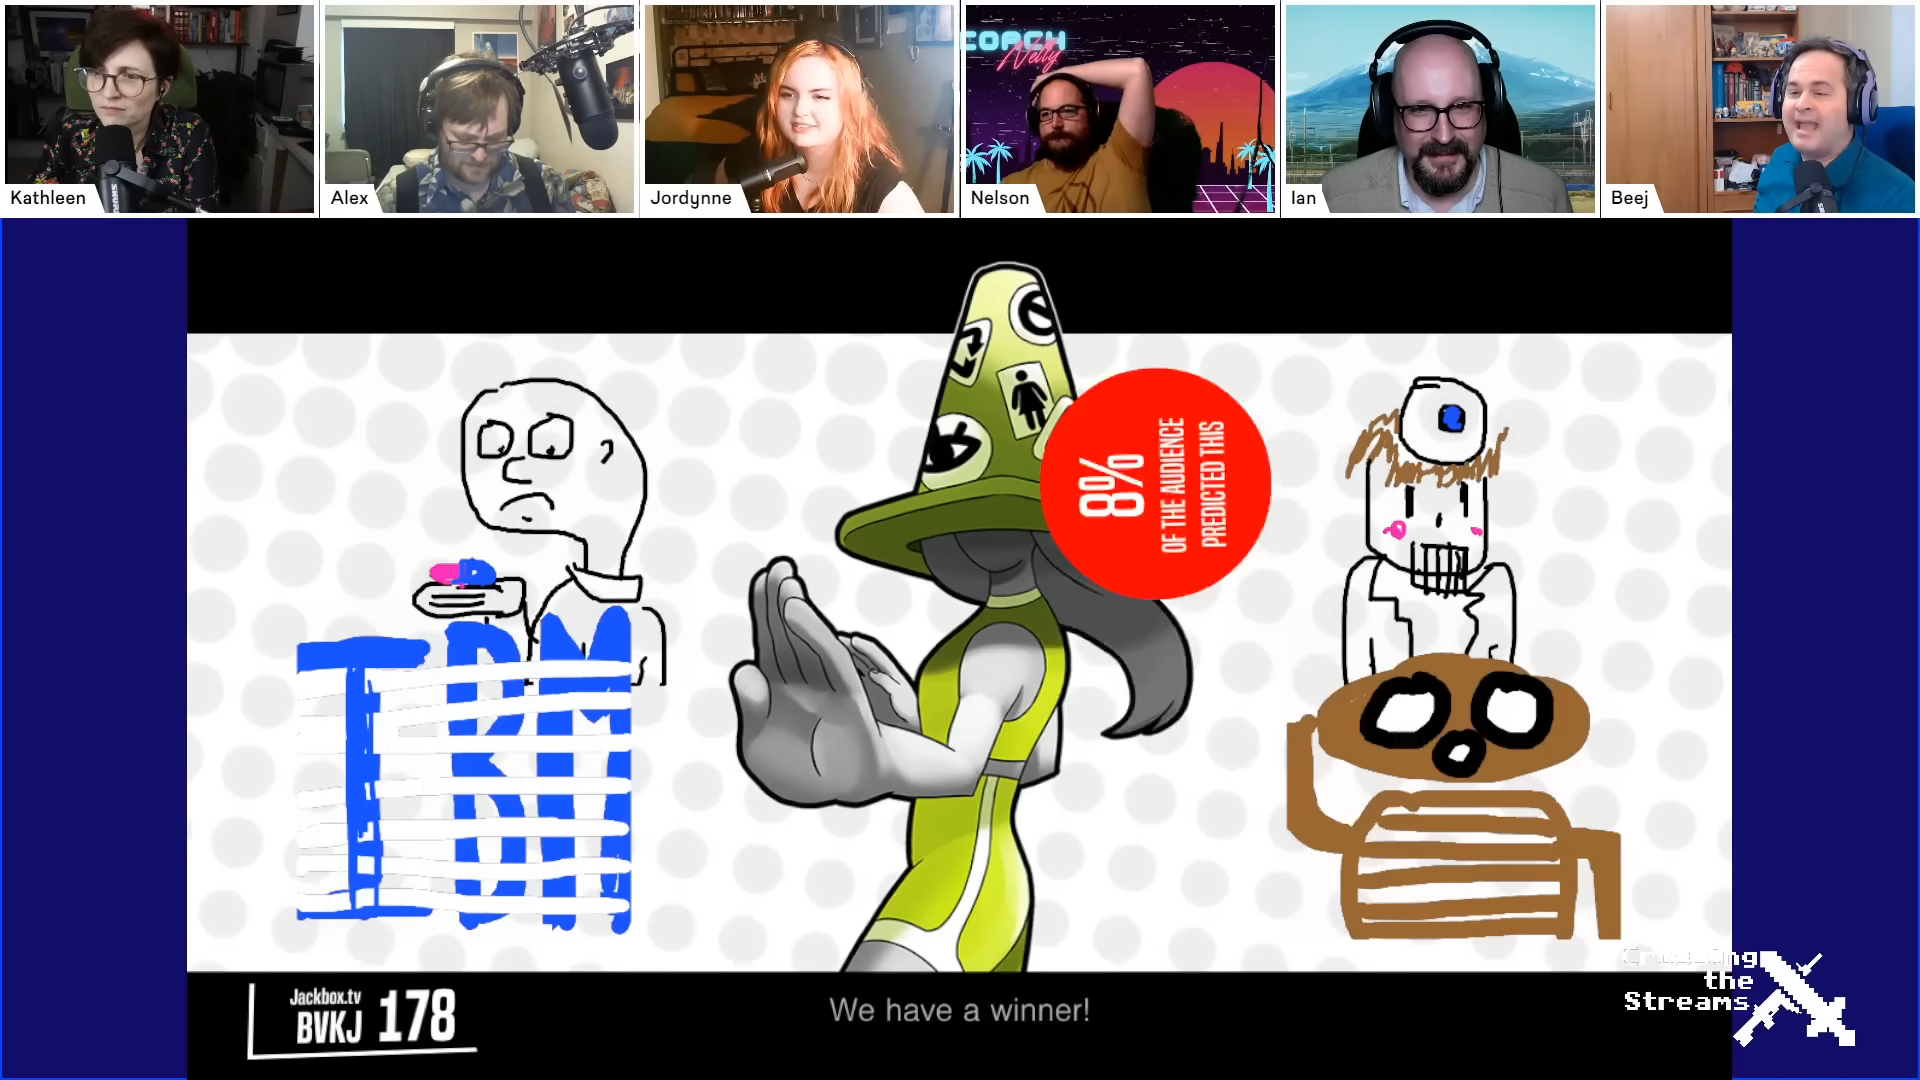 COACH
Nelly
Kathleen
Alex
Jordynne
Nelson
Ian
Beej
8%
OF THE AUDIENCE
PREDICTED THIS
IBM
Jackbox.tv
BVKJ 178
We have a winner!
Crossing
the
Streams